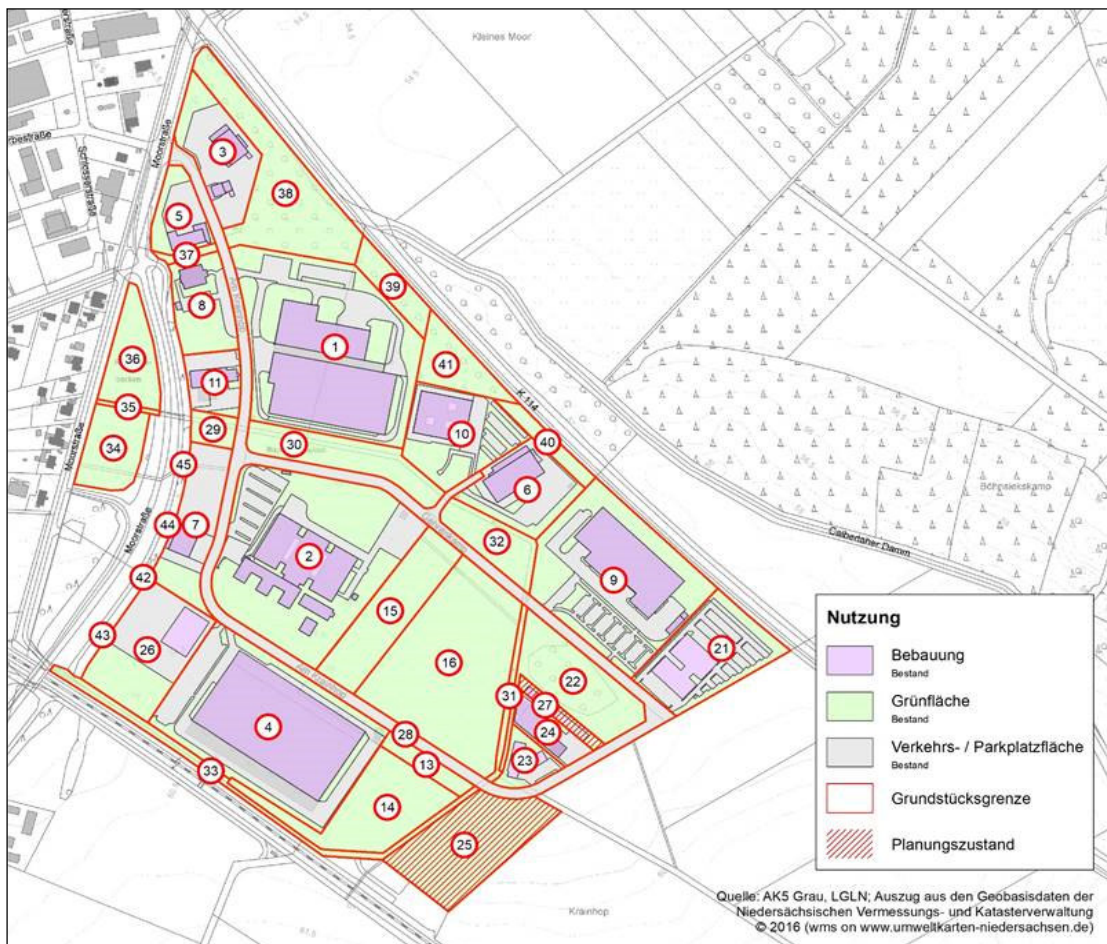 Kleines Moor
Moorstraße
Schlosserstraße
3
38
5
37
39
8
1
36
41
11
35
K 114
10
29
40
34
30
45
6
Böhnsiekskamp
Moorstraße
Moorstraße
44
7
32
Calberlaher Damm
2
9
42
15
43
16
21
26
22
31
27
24
4
28
23
13
33
14
25
Krainhop
Nutzung
Bebauung
Bestand
Grünfläche
Bestand
Verkehrs- / Parkplatzfläche
Bestand
Grundstücksgrenze
Planungszustand
Quelle: AK5 Grau, LGLN; Auszug aus den Geobasisdaten der
Niedersächsischen Vermessungs- und Katasterverwaltung
© 2016 (wms on www.umweltkarten-niedersachsen.de)